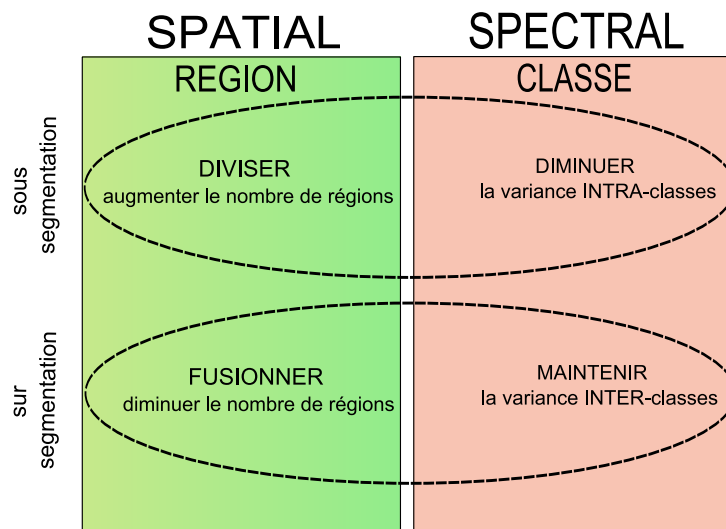 SPATIAL
SPECTRAL
REGION
CLASSE
sous
segmentation
DIVISER
augmenter le nombre de régions
DIMINUER
la variance INTRA-classes
sur
segmentation
FUSIONNER
diminuer le nombre de régions
MAINTENIR
la variance INTER-classes